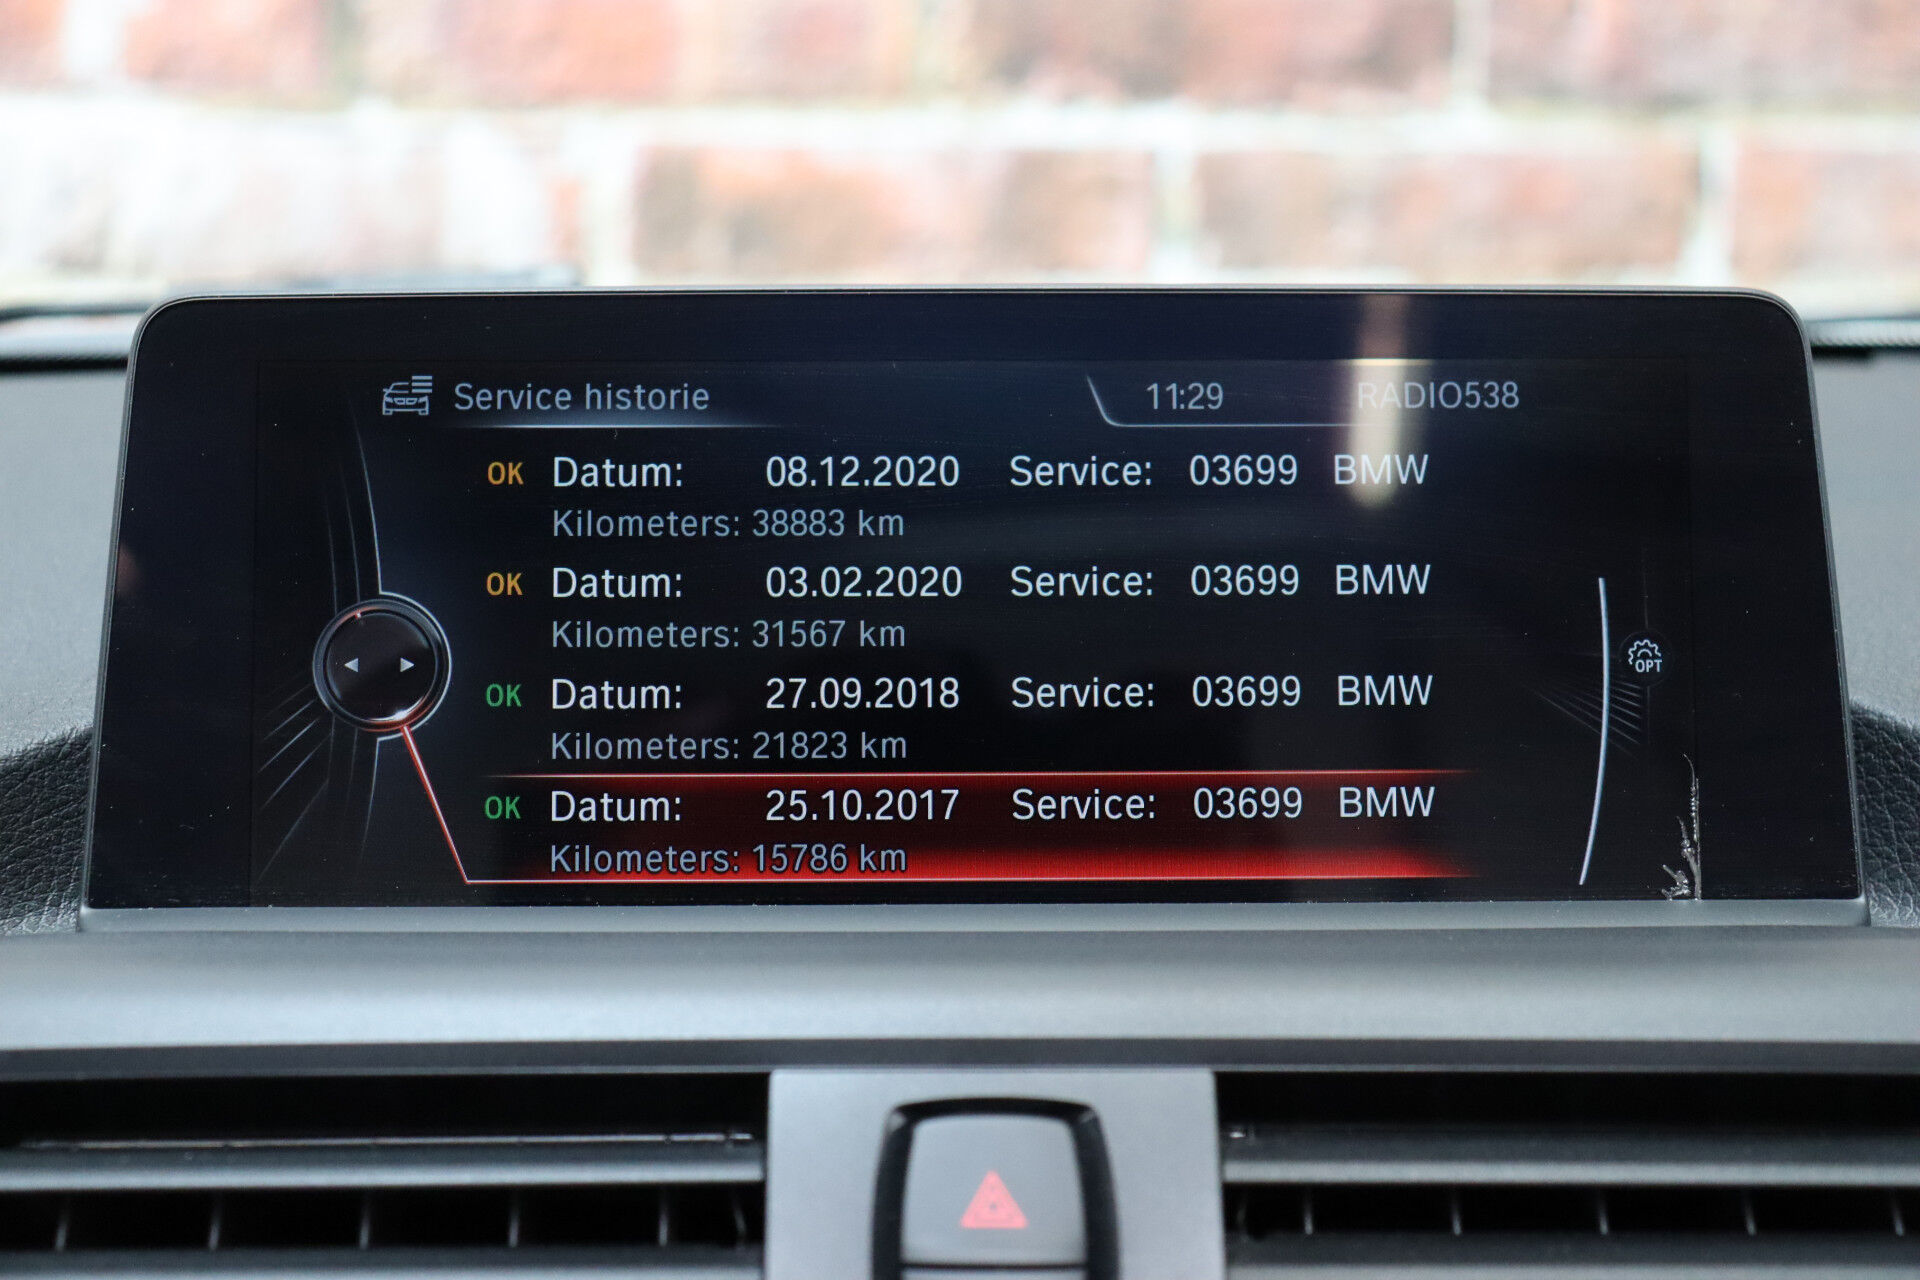 Service historie 11:29 RADIO538
OK Datum: 08.12.2020 Service: 03699 BMW
Kilometers: 38883 km
OK Datum: 03.02.2020 Service: 03699 BMW
Kilometers: 31567 km
OPT
OK Datum: 27.09.2018 Service: 03699 BMW
Kilometers: 21823 km
OK Datum: 25.10.2017 Service: 03699 BMW
Kilometers: 15786 km